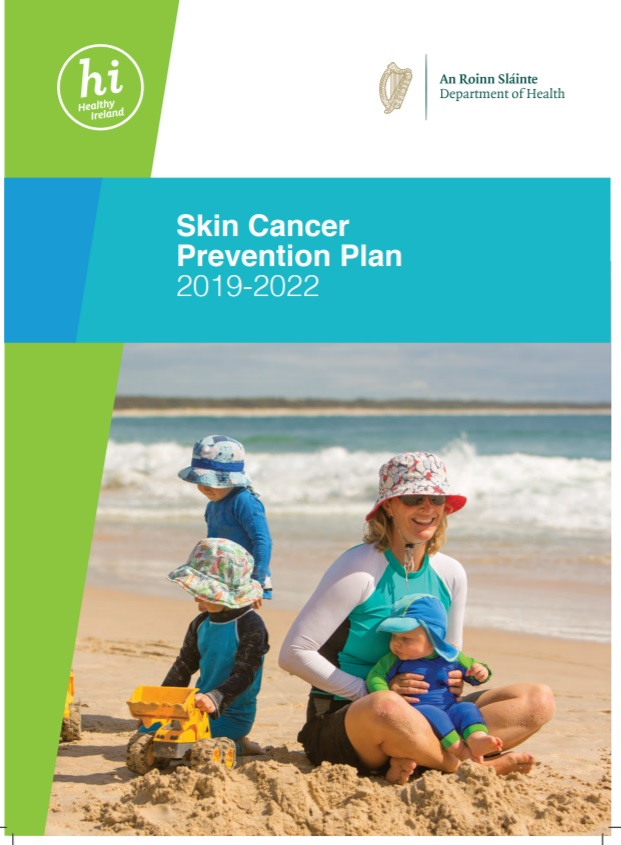 hi
Healthy
Ireland
An Roinn Sláinte
Department of Health
Skin Cancer
Prevention Plan
2019-2022